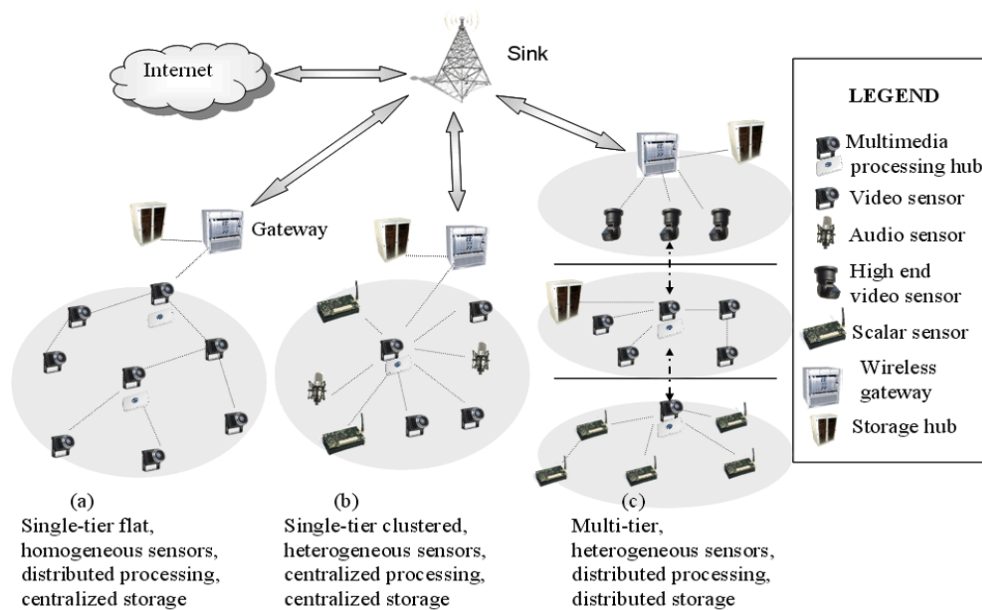 Internet
Sink
Gateway
LEGEND
Multimedia
processing hub
Video sensor
Audio sensor
High end
video sensor
Scalar sensor
Wireless
gateway
Storage hub
(a)
Single-tier flat,
homogeneous sensors,
distributed processing,
centralized storage
(b)
Single-tier clustered,
heterogeneous sensors,
centralized processing,
centralized storage
(c)
Multi-tier,
heterogeneous sensors,
distributed processing,
distributed storage